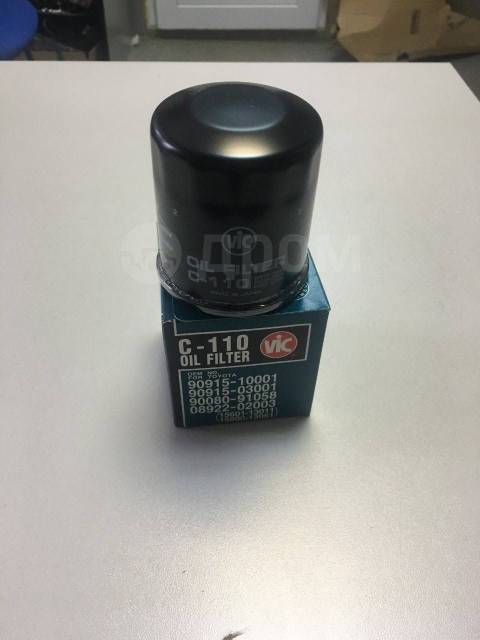 ДРОМ
VIC
OIL FILTER
C-110
C-110
OIL FILTER
VIC
OEM NO.
FOR TOYOTA
90915-10001
90915-03001
90080-91058
08922-02003
(15601-13011)